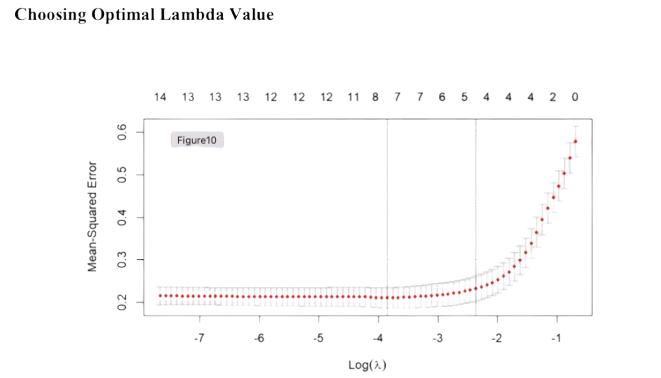 Choosing Optimal Lambda Value
14 13 13 13 12 12 12 11 8 7 7 6 5 4 4 4 2 0
Figure10
Mean-Squared Error
0.6
0.5
0.4
0.3
0.2
-7 -6 -5 -4 -3 -2 -1
Log(λ)